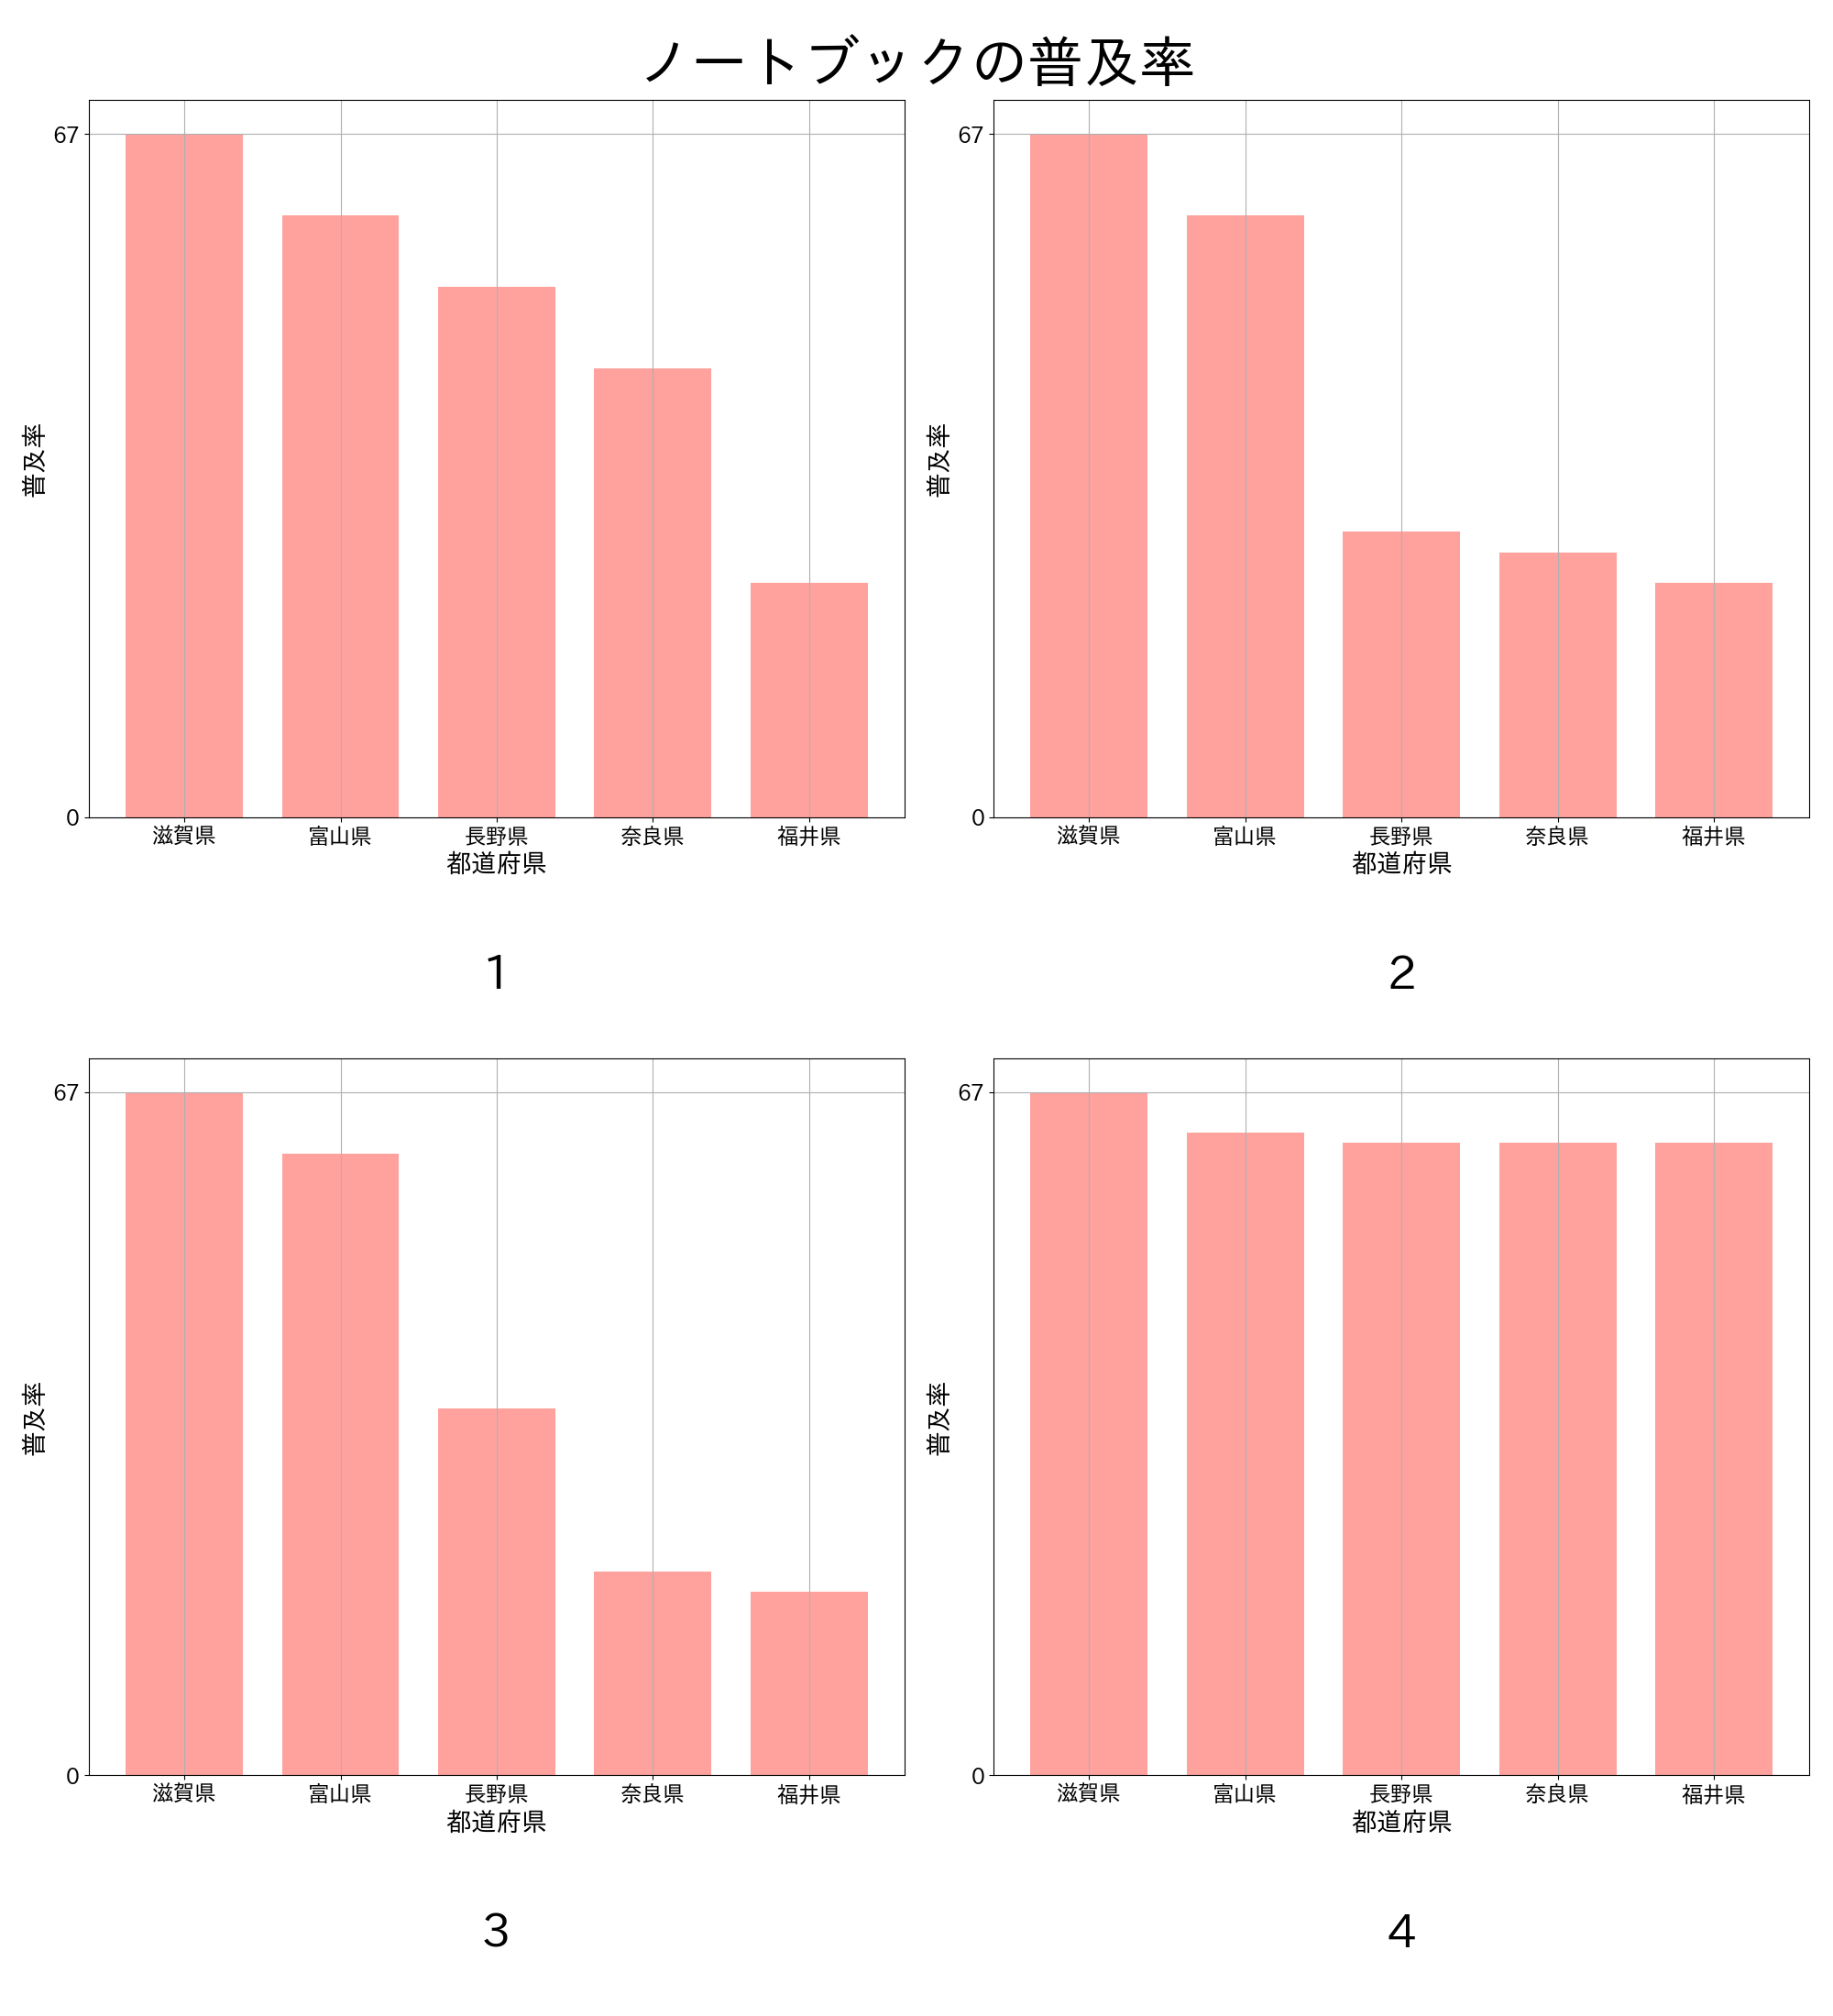 ノートブックの普及率
67
0
普及率
滋賀県 富山県 長野県 奈良県 福井県
都道府県
1
67
0
普及率
滋賀県 富山県 長野県 奈良県 福井県
都道府県
2
67
0
普及率
滋賀県 富山県 長野県 奈良県 福井県
都道府県
3
67
0
普及率
滋賀県 富山県 長野県 奈良県 福井県
都道府県
4